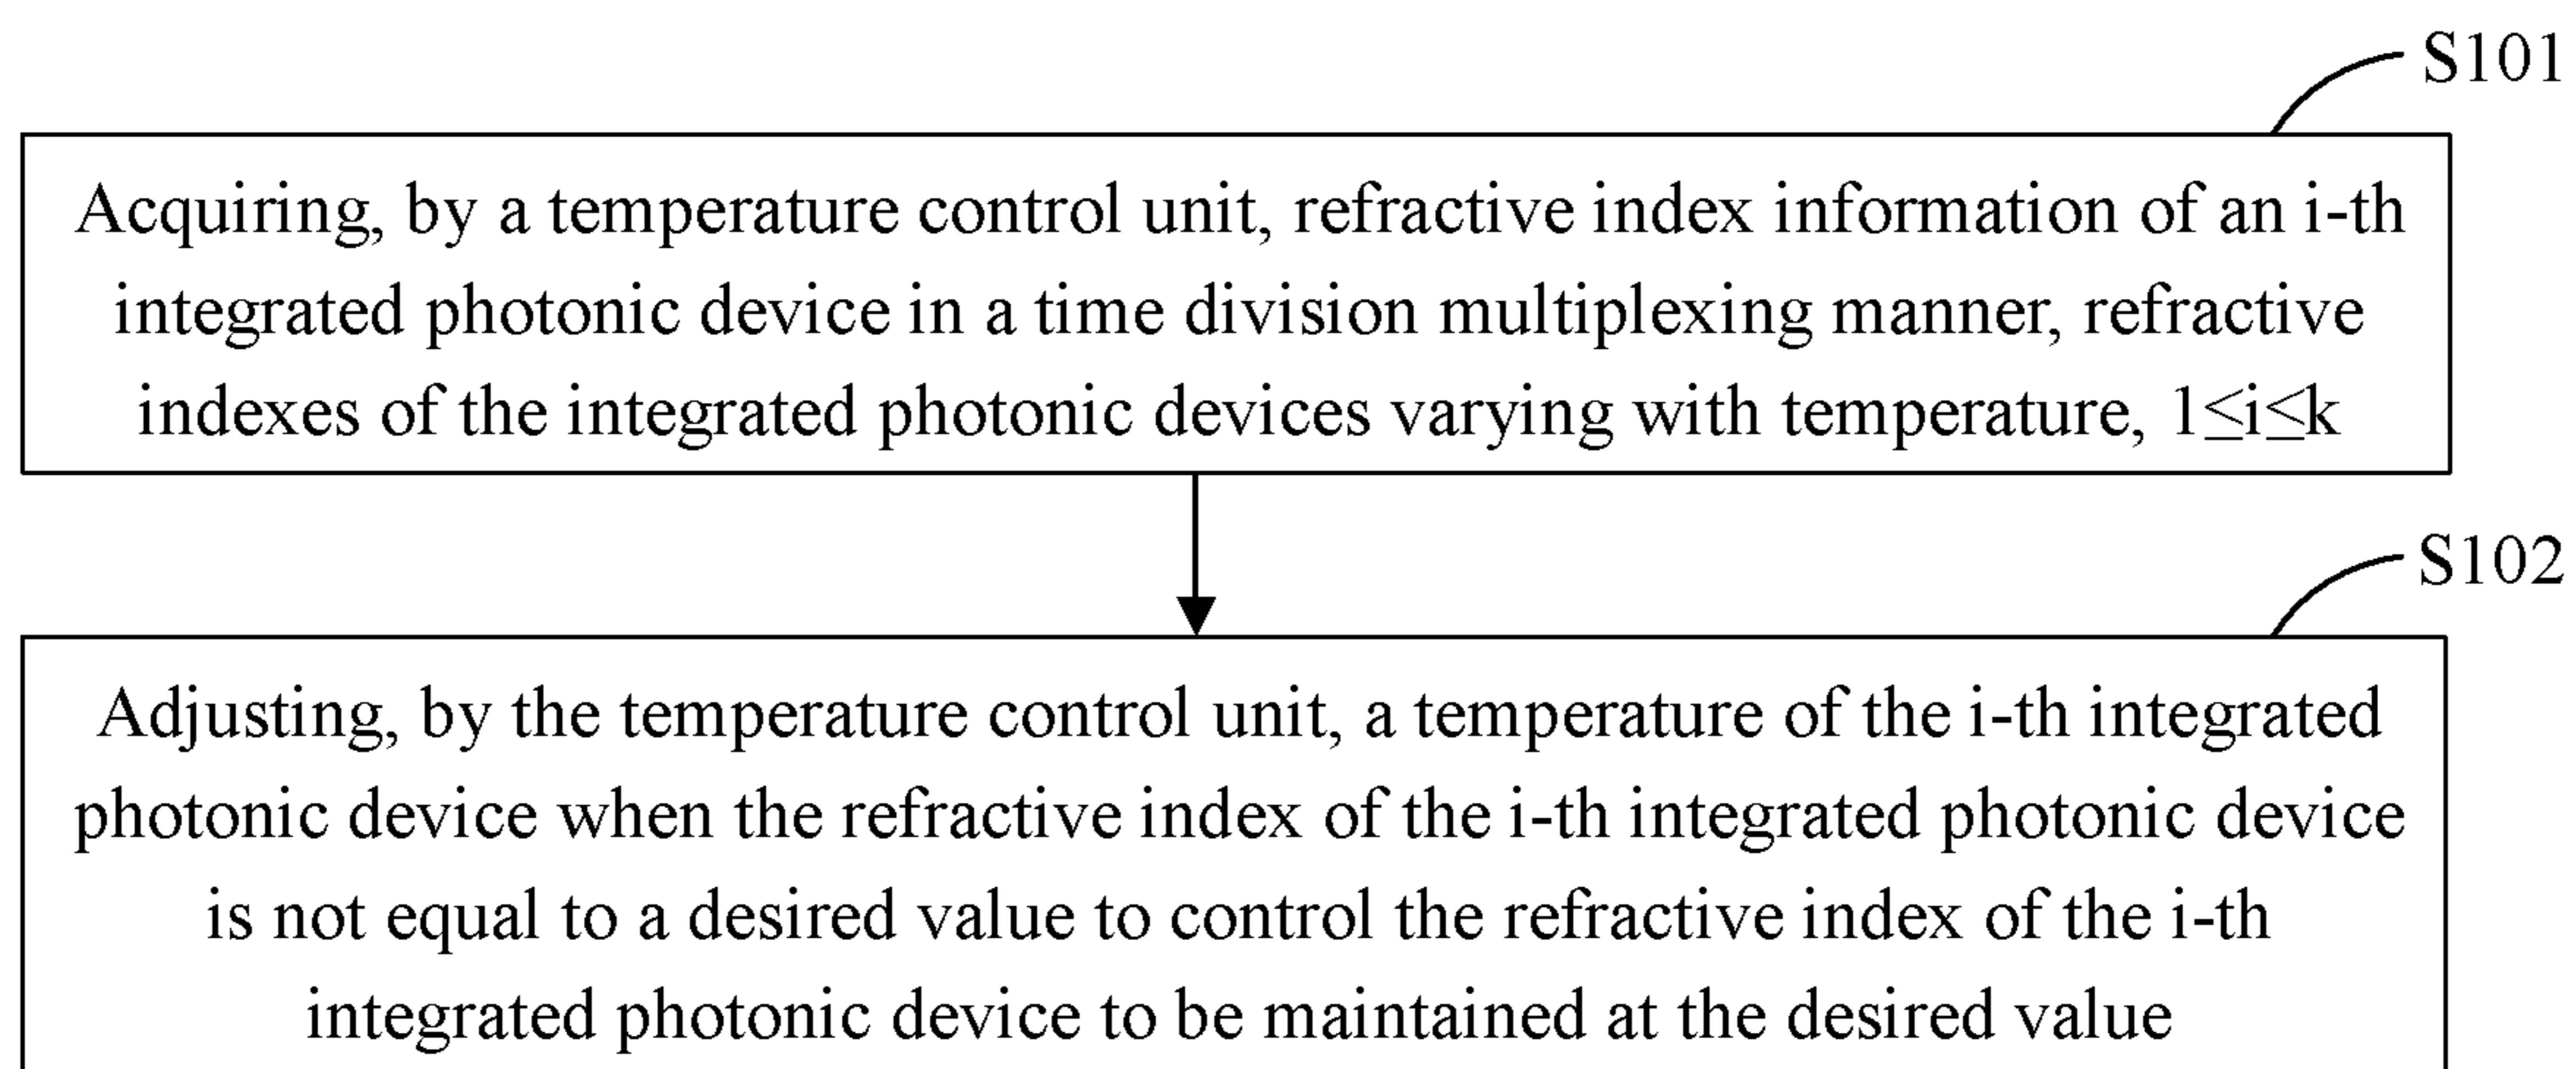 S101
Acquiring, by a temperature control unit, refractive index information of an i-th
integrated photonic device in a time division multiplexing manner, refractive
indexes of the integrated photonic devices varying with temperature, 1≤i≤k
S102
Adjusting, by the temperature control unit, a temperature of the i-th integrated
photonic device when the refractive index of the i-th integrated photonic device
is not equal to a desired value to control the refractive index of the i-th
integrated photonic device to be maintained at the desired value